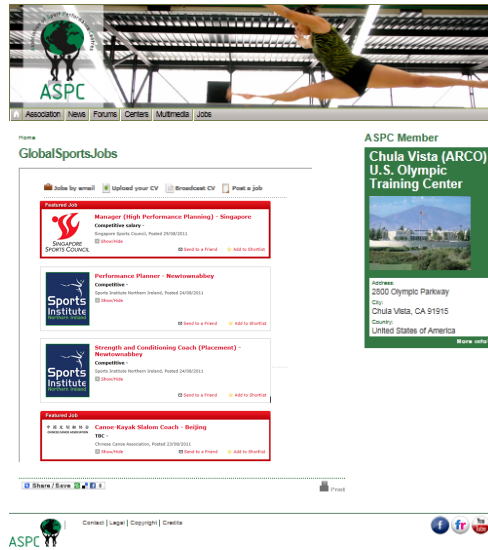 ASPC
Association News Forums Centers Multimedia Jobs
Home
GlobalSportsJobs
Jobs by email Upload your CV Broadcast CV Post a job
Featured Job
SINGAPORE
SPORTS COUNCIL
Manager (High Performance Planning) - Singapore
Competitive salary -
Singapore Sports Council, Posted 29/08/2011
Show/Hide
Send to a Friend Add to Shortlist
Sports
Institute
Northern Ireland
Performance Planner - Newtownabbey
Competitive -
Sports Institute Northern Ireland, Posted 24/08/2011
Show/Hide
Send to a Friend Add to Shortlist
Sports
Institute
Northern Ireland
Strength and Conditioning Coach (Placement) -
Newtownabbey
Competitive -
Sports Institute Northern Ireland, Posted 24/08/2011
Show/Hide
Send to a Friend Add to Shortlist
Featured Job
CHINESE CANOE ASSOCIATION
Canoe-Kayak Slalom Coach - Beijing
TBC -
Chinese Canoe Association, Posted 23/08/2011
Show/Hide
Send to a Friend Add to Shortlist
Share / Save
Print
ASPC Member
Chula Vista (ARCO)
U.S. Olympic
Training Center
Address:
2800 Olympic Parkway
City:
Chula Vista, CA 91915
Country:
United States of America
More info
ASPC
Contact | Legal | Copyright | Credits
f fr You